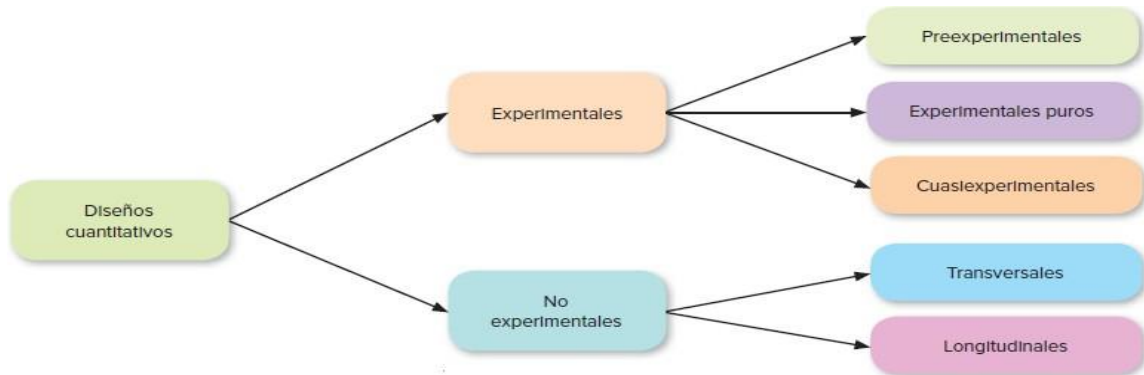 Diseños
cuantitativos
Experimentales
No
experimentales
Preexperimentales
Experimentales puros
Cuasiexperimentales
Transversales
Longitudinales